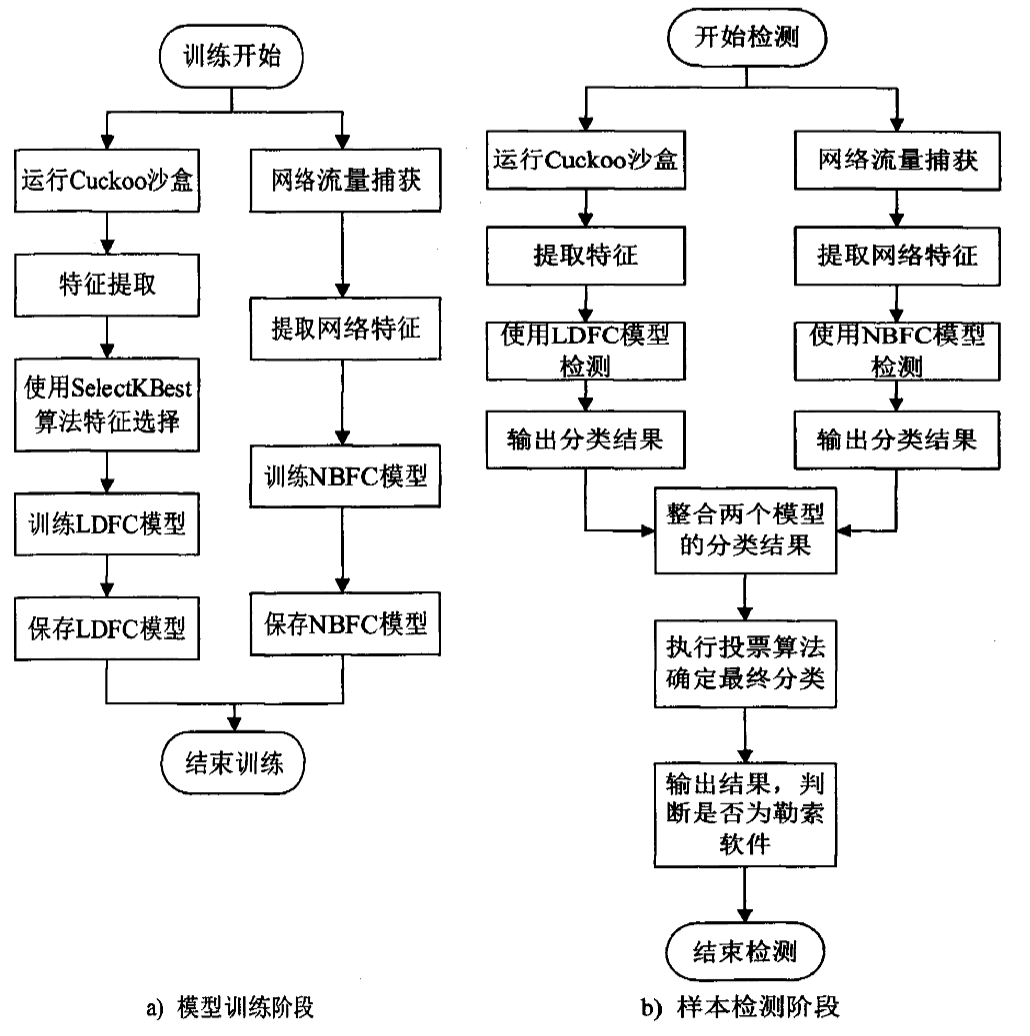 训练开始
运行Cuckoo沙盒
特征提取
使用SelectKBest
算法特征选择
训练LDFC模型
保存LDFC模型
网络流量捕获
提取网络特征
训练NBFC模型
保存NBFC模型
结束训练
a) 模型训练阶段
开始检测
运行Cuckoo沙盒
提取特征
使用LDFC模型
检测
输出分类结果
网络流量捕获
提取网络特征
使用NBFC模型
检测
输出分类结果
整合两个模型
的分类结果
执行投票算法
确定最终分类
输出结果，判
断是否为勒索
软件
结束检测
b) 样本检测阶段